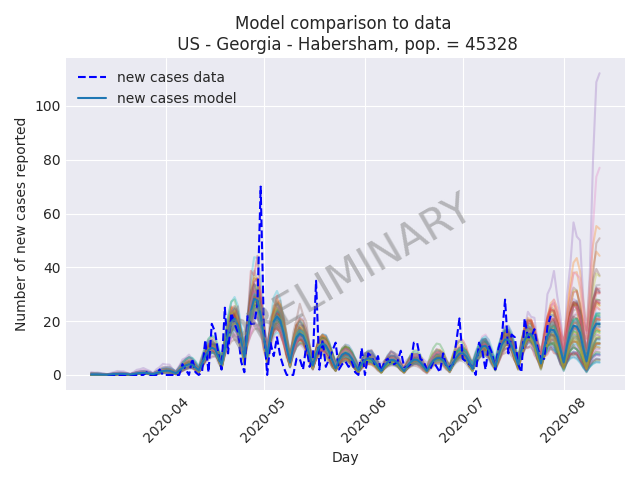 Model comparison to data
US - Georgia - Habersham, pop. = 45328
new cases data
new cases model
PRELIMINARY
Number of new cases reported
100
80
60
40
20
0
2020-04
2020-05
2020-06
2020-07
2020-08
Day